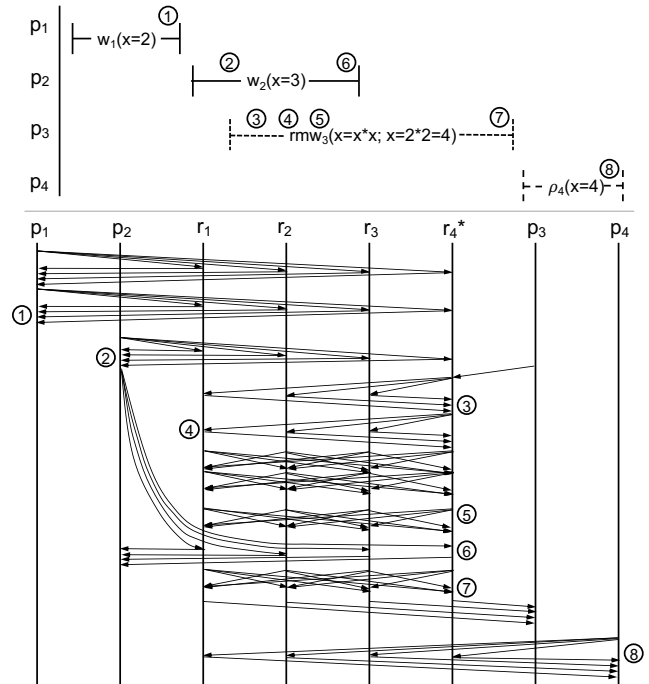 p1 ①
w1(x=2)
p2 ② w2(x=3) ⑥
p3 ③ ④ ⑤ ⑦
rmw3(x=x*x; x=2*2=4)
p4 ⑧
ρ4(x=4)
p1 p2 r1 r2 r3 r4* p3 p4
①
②
③
④
⑤
⑥
⑦
⑧